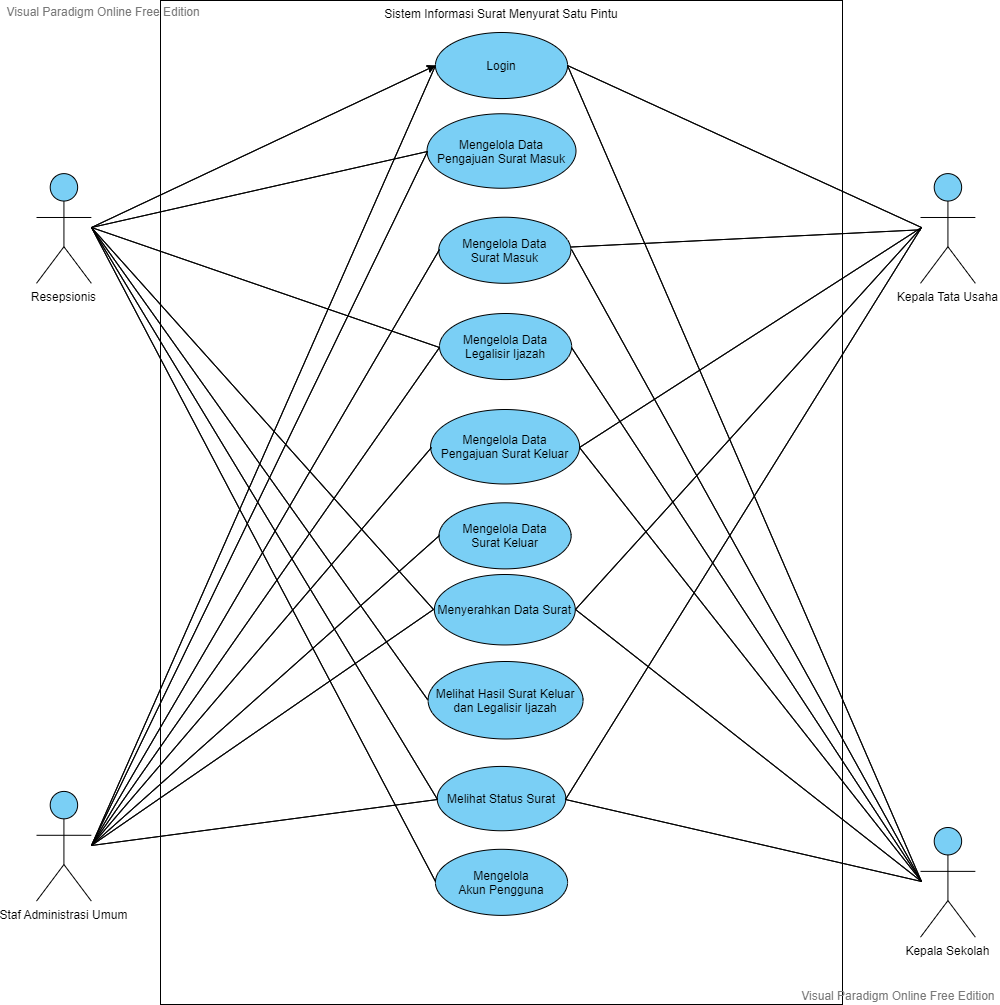 Visual Paradigm Online Free Edition
Sistem Informasi Surat Menyurat Satu Pintu
Login
Mengelola Data
Pengajuan Surat Masuk
Resepsionis
Kepala Tata Usaha
Mengelola Data
Surat Masuk
Mengelola Data
Legalisir Ijazah
Mengelola Data
Pengajuan Surat Keluar
Mengelola Data
Surat Keluar
Menyerahkan Data Surat
Melihat Hasil Surat Keluar
dan Legalisir Ijazah
Melihat Status Surat
Mengelola
Akun Pengguna
Staf Administrasi Umum
Kepala Sekolah
Visual Paradigm Online Free Edition